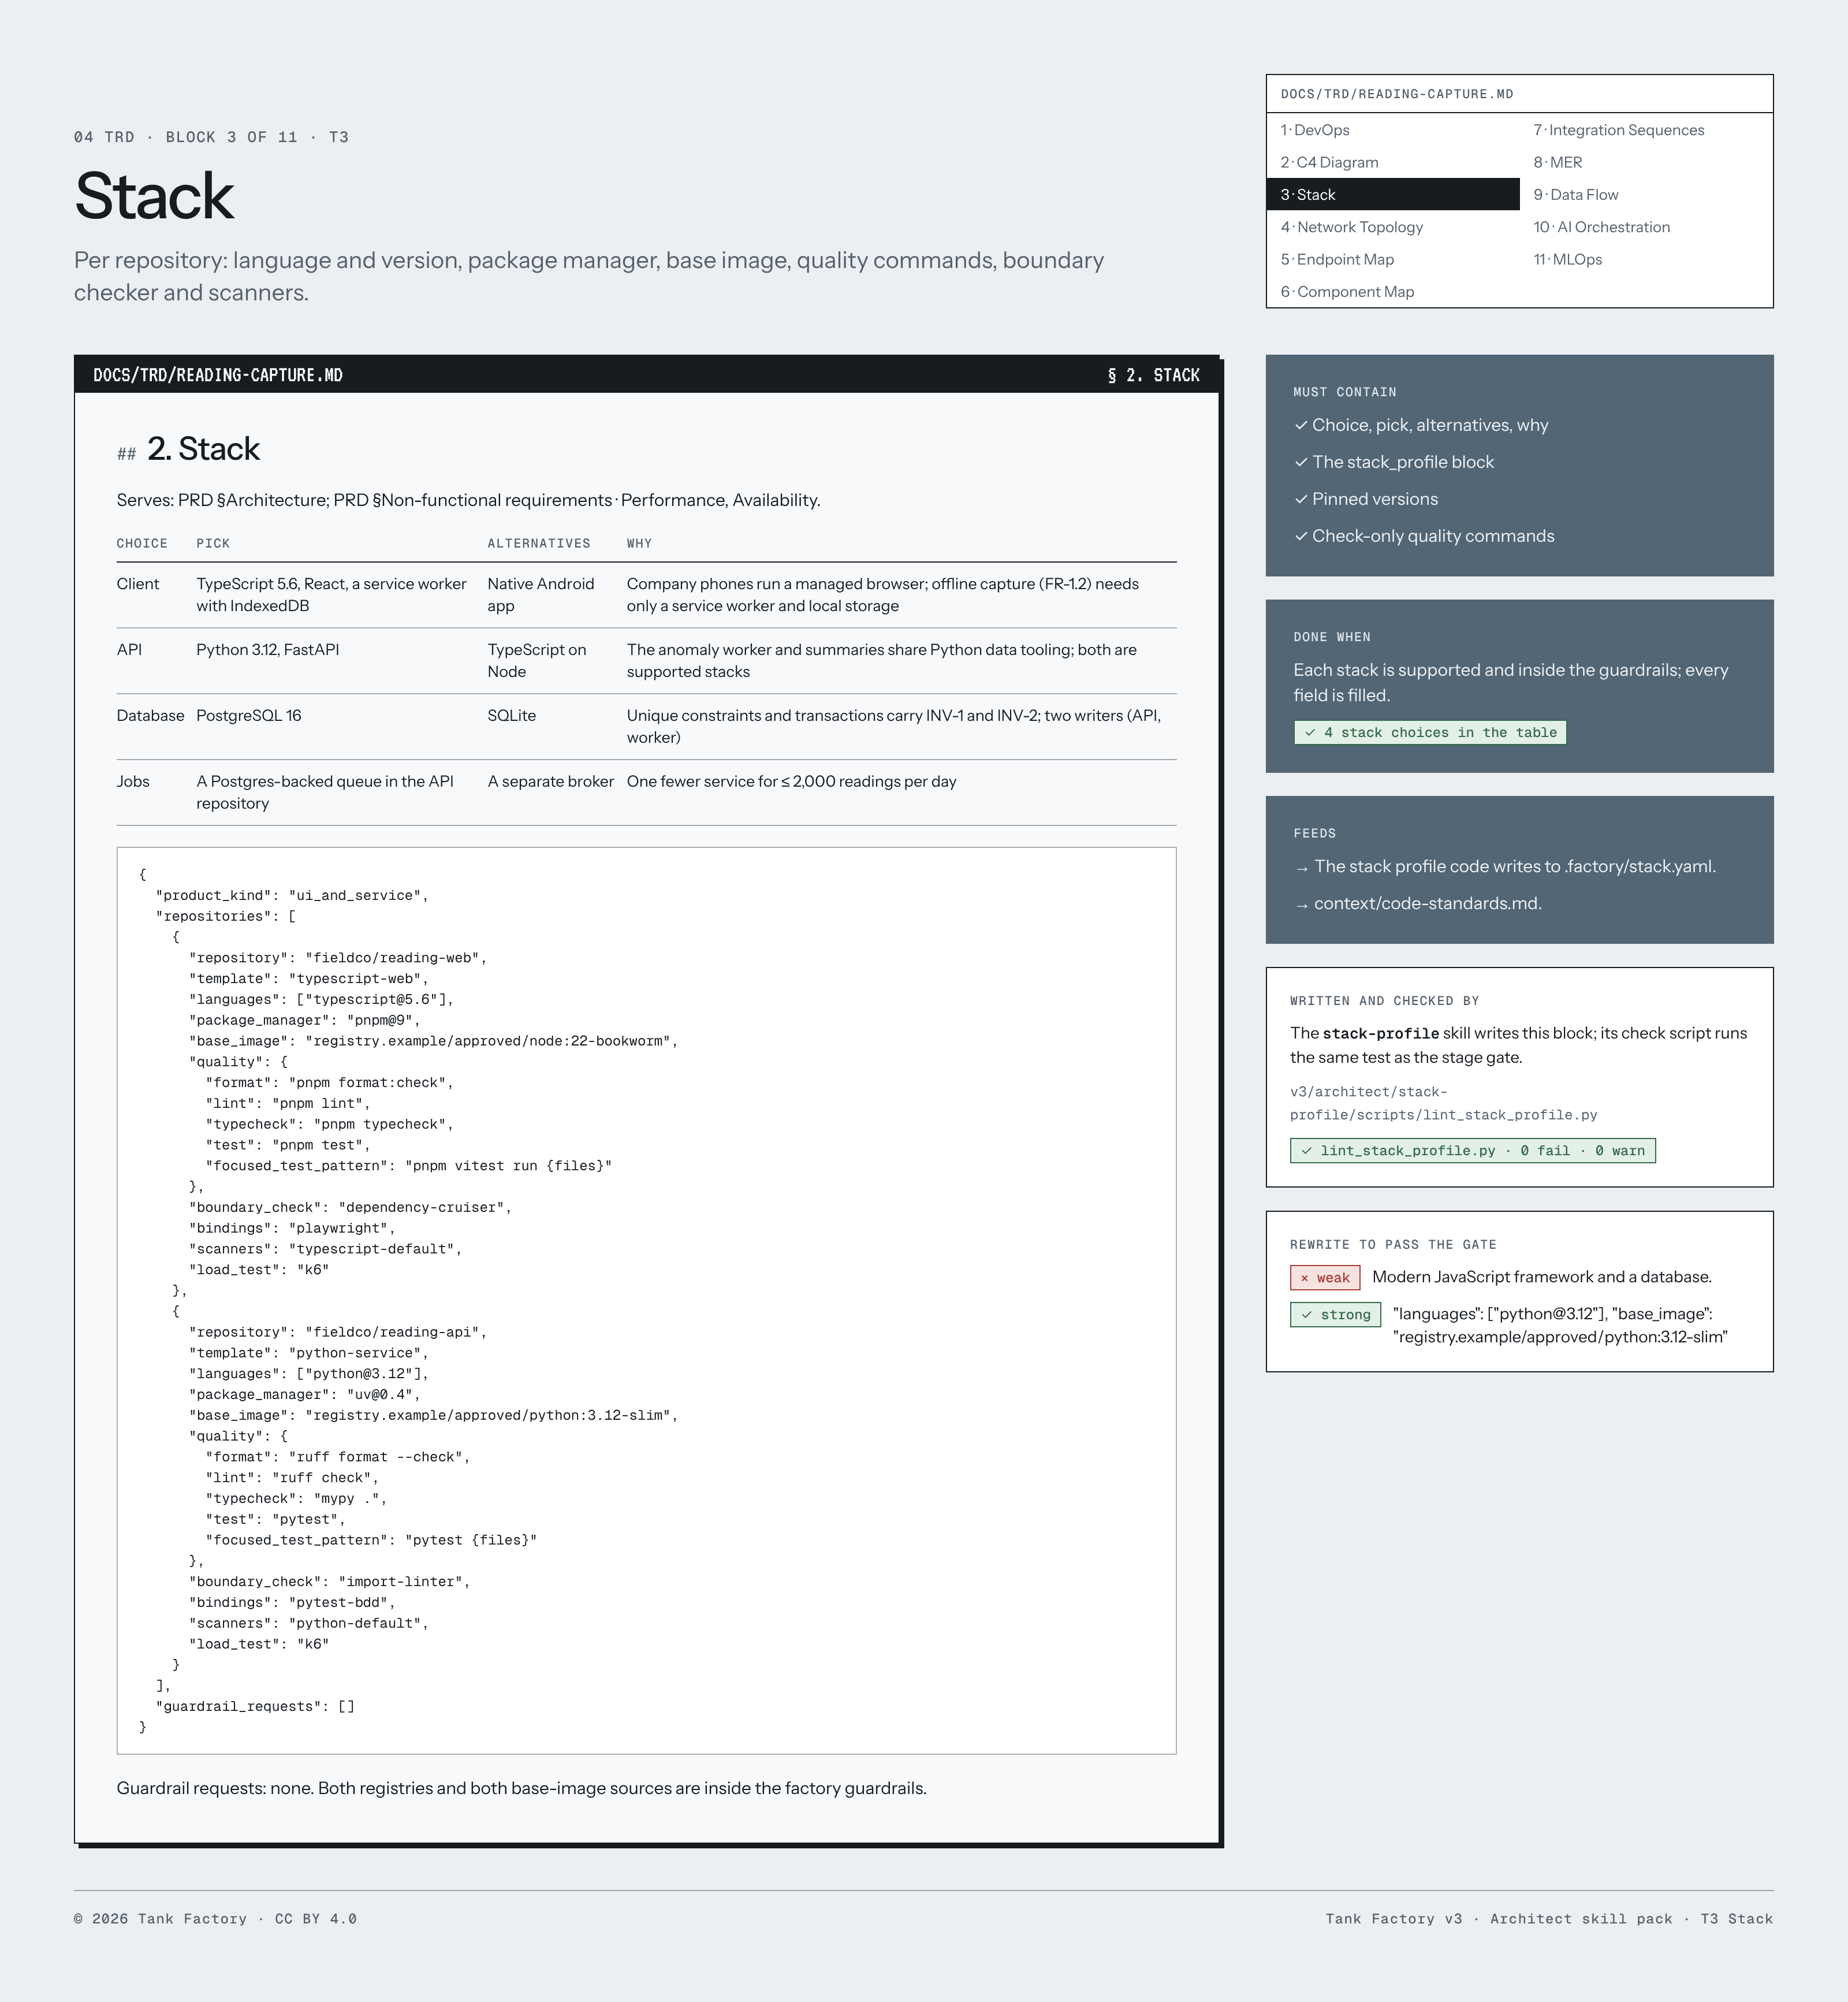 04 TRD · BLOCK 3 OF 11 · T3
Stack
Per repository: language and version, package manager, base image, quality commands, boundary
checker and scanners.
DOCS/TRD/READING-CAPTURE.MD
1 · DevOps
2 · C4 Diagram
3 · Stack
4 · Network Topology
5 · Endpoint Map
6 · Component Map
7 · Integration Sequences
8 · MER
9 · Data Flow
10 · AI Orchestration
11 · MLOps
DOCS/TRD/READING-CAPTURE.MD § 2. STACK
## 2. Stack
Serves: PRD §Architecture; PRD §Non-functional requirements · Performance, Availability.
CHOICE PICK ALTERNATIVES WHY
Client TypeScript 5.6, React, a service worker Native Android Company phones run a managed browser; offline capture (FR-1.2) needs
with IndexedDB app only a service worker and local storage
API Python 3.12, FastAPI TypeScript on The anomaly worker and summaries share Python data tooling; both are
Node supported stacks
Database PostgreSQL 16 SQLite Unique constraints and transactions carry INV-1 and INV-2; two writers (API,
worker)
Jobs A Postgres-backed queue in the API A separate broker One fewer service for ≤ 2,000 readings per day
repository
{
  "product_kind": "ui_and_service",
  "repositories": [
    {
      "repository": "fieldco/reading-web",
      "template": "typescript-web",
      "languages": ["typescript@5.6"],
      "package_manager": "pnpm@9",
      "base_image": "registry.example/approved/node:22-bookworm",
      "quality": {
        "format": "pnpm format:check",
        "lint": "pnpm lint",
        "typecheck": "pnpm typecheck",
        "test": "pnpm test",
        "focused_test_pattern": "pnpm vitest run {files}"
      },
      "boundary_check": "dependency-cruiser",
      "bindings": "playwright",
      "scanners": "typescript-default",
      "load_test": "k6"
    },
    {
      "repository": "fieldco/reading-api",
      "template": "python-service",
      "languages": ["python@3.12"],
      "package_manager": "uv@0.4",
      "base_image": "registry.example/approved/python:3.12-slim",
      "quality": {
        "format": "ruff format --check",
        "lint": "ruff check",
        "typecheck": "mypy .",
        "test": "pytest",
        "focused_test_pattern": "pytest {files}"
      },
      "boundary_check": "import-linter",
      "bindings": "pytest-bdd",
      "scanners": "python-default",
      "load_test": "k6"
    }
  ],
  "guardrail_requests": []
}
Guardrail requests: none. Both registries and both base-image sources are inside the factory guardrails.
MUST CONTAIN
✓ Choice, pick, alternatives, why
✓ The stack_profile block
✓ Pinned versions
✓ Check-only quality commands
DONE WHEN
Each stack is supported and inside the guardrails; every
field is filled.
✓ 4 stack choices in the table
FEEDS
→ The stack profile code writes to .factory/stack.yaml.
→ context/code-standards.md.
WRITTEN AND CHECKED BY
The stack-profile skill writes this block; its check script runs
the same test as the stage gate.
v3/architect/stack-
profile/scripts/lint_stack_profile.py
✓ lint_stack_profile.py · 0 fail · 0 warn
REWRITE TO PASS THE GATE
× weak Modern JavaScript framework and a database.
✓ strong "languages": ["python@3.12"], "base_image":
"registry.example/approved/python:3.12-slim"
© 2026 Tank Factory · CC BY 4.0
Tank Factory v3 · Architect skill pack · T3 Stack